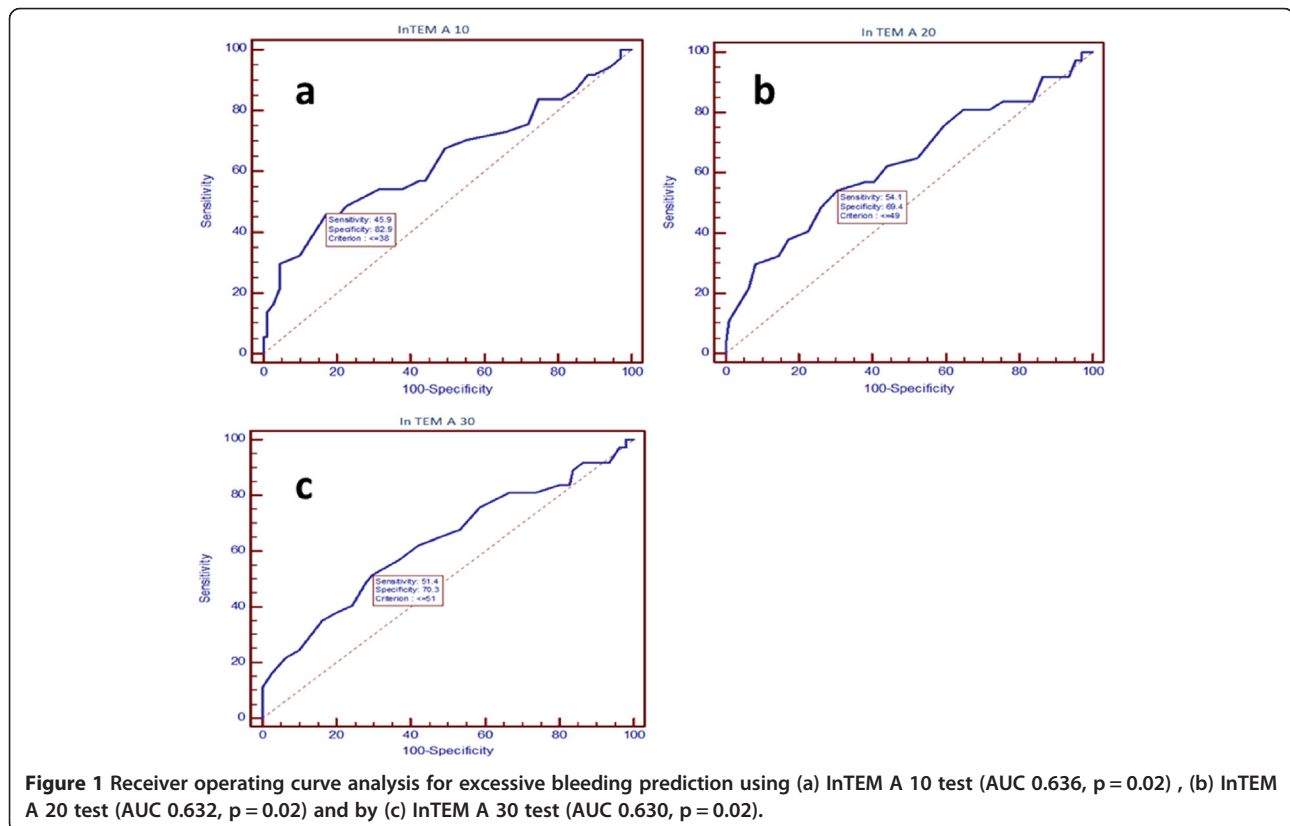 InTEM A 10
a
100
80
60
40
20
0
Sensitivity
Sensitivity: 45.9
Specificity: 82.9
Criterion : <=38
0 20 40 60 80 100
100-Specificity
In TEM A 20
b
100
80
60
40
20
0
Sensitivity
Sensitivity: 54.1
Specificity: 69.4
Criterion : <=49
0 20 40 60 80 100
100-Specificity
In TEM A 30
c
100
80
60
40
20
0
Sensitivity
Sensitivity: 51.4
Specificity: 70.3
Criterion : <=51
0 20 40 60 80 100
100-Specificity
Figure 1 Receiver operating curve analysis for excessive bleeding prediction using (a) InTEM A 10 test (AUC 0.636, p = 0.02) , (b) InTEM
A 20 test (AUC 0.632, p = 0.02) and by (c) InTEM A 30 test (AUC 0.630, p = 0.02).